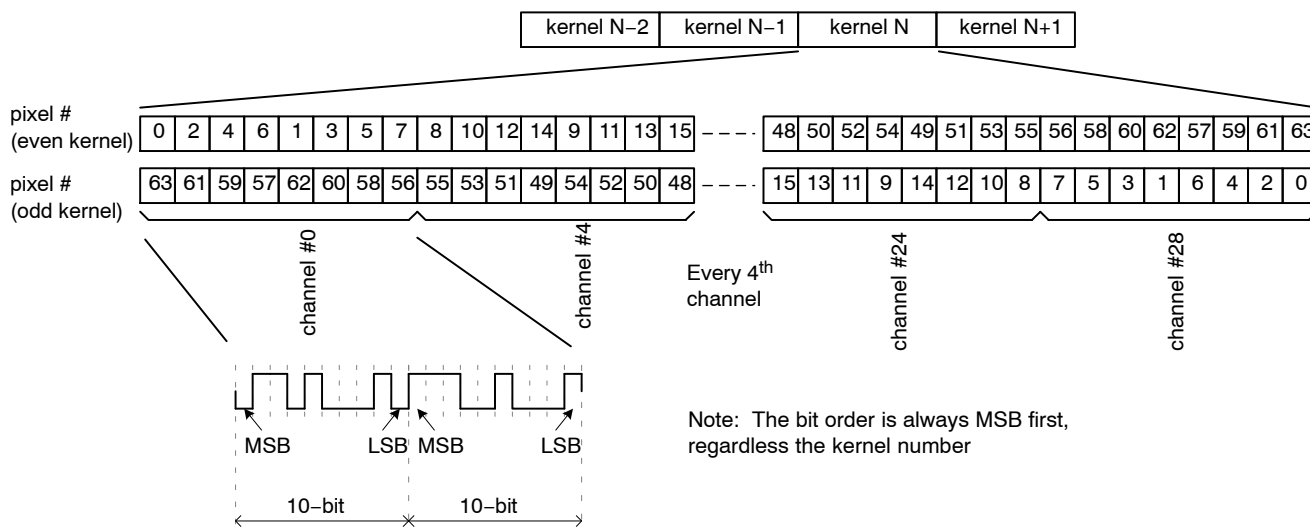 kernel N−2 kernel N−1 kernel N kernel N+1
pixel #
(even kernel)
0 2 4 6 1 3 5 7 8 10 12 14 9 11 13 15 48 50 52 54 49 51 53 55 56 58 60 62 57 59 61 63
pixel #
(odd kernel)
63 61 59 57 62 60 58 56 55 53 51 49 54 52 50 48 15 13 11 9 14 12 10 8 7 5 3 1 6 4 2 0
channel #0
channel #4
Every 4th
channel
channel #24
channel #28
MSB LSB MSB LSB
Note: The bit order is always MSB first,
regardless the kernel number
10−bit 10−bit